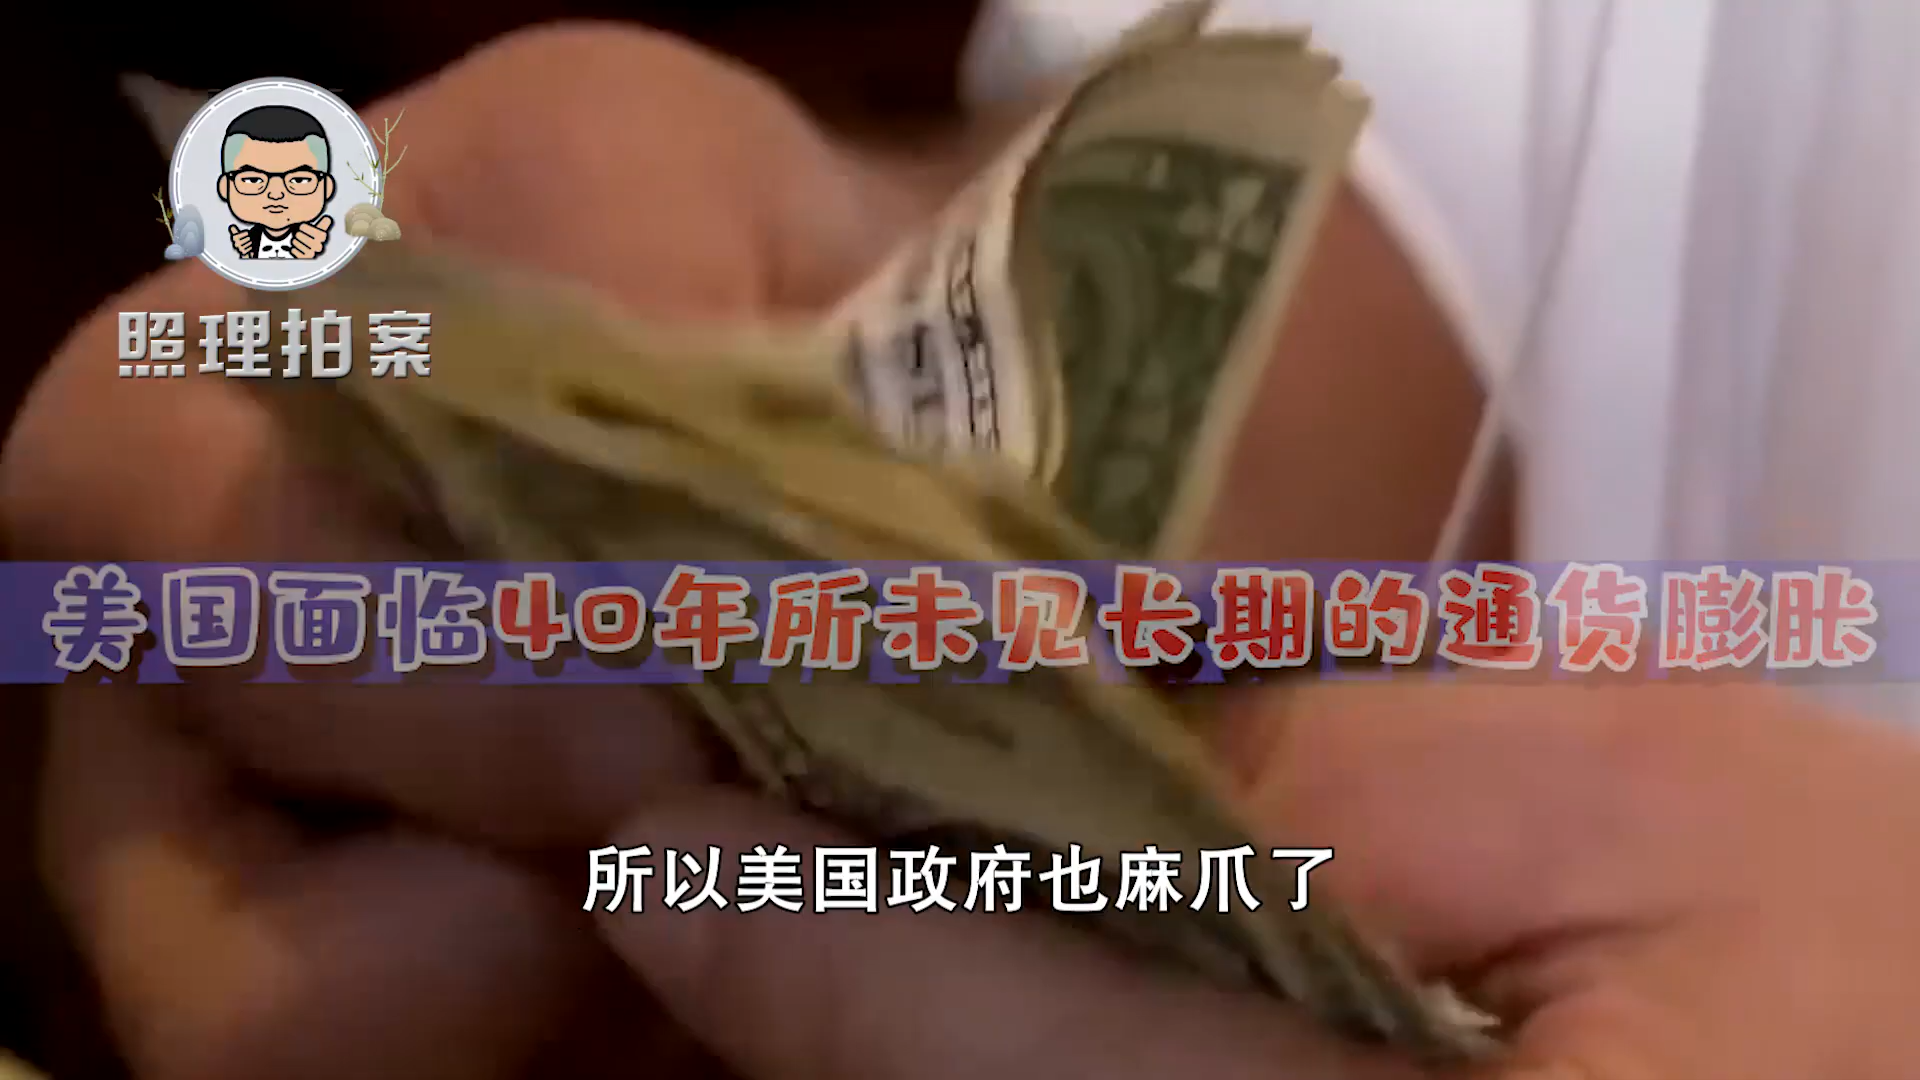 照理拍案
美国面临40年所未见长期的通货膨胀
所以美国政府也麻爪了